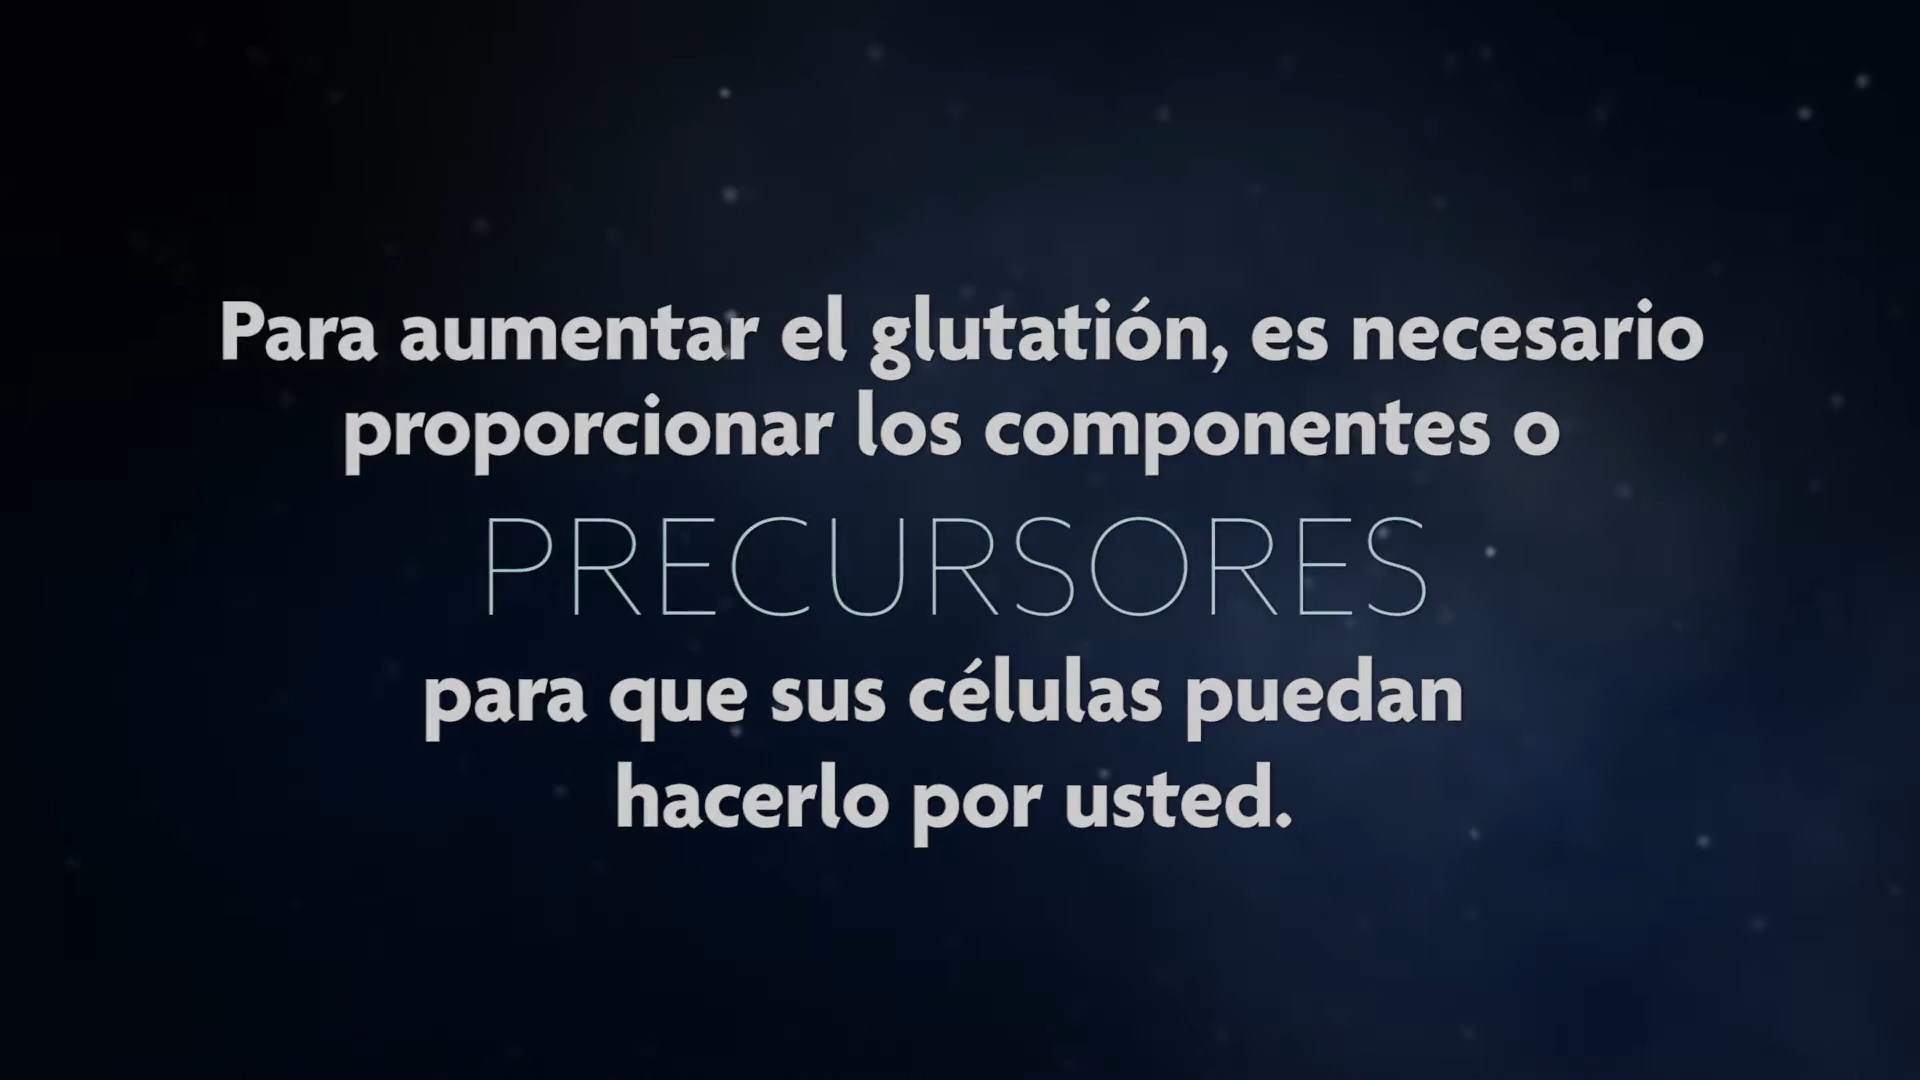 Para aumentar el glutatión, es necesario
proporcionar los componentes o
PRECURSORES
para que sus células puedan
hacerlo por usted.